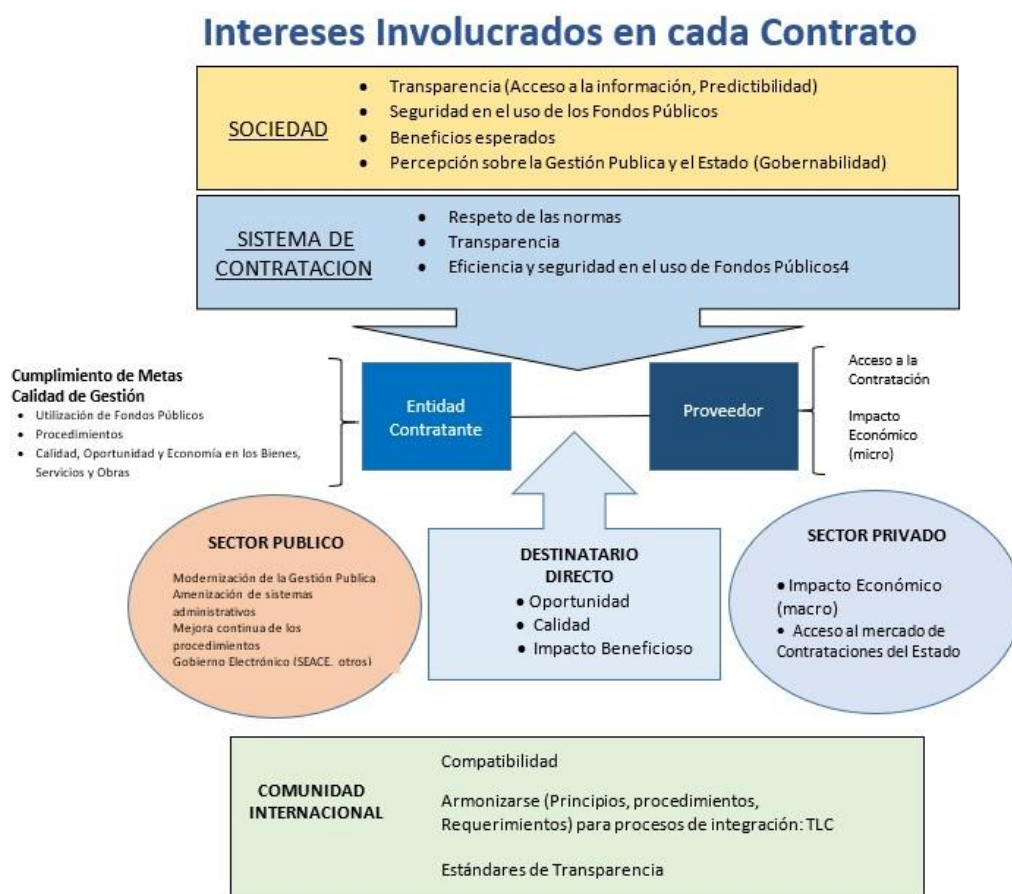 Intereses Involucrados en cada Contrato
SOCIEDAD
• Transparencia (Acceso a la información, Predictibilidad)
• Seguridad en el uso de los Fondos Públicos
• Beneficios esperados
• Percepción sobre la Gestión Publica y el Estado (Gobernabilidad)
SISTEMA DE
CONTRATACION
• Respeto de las normas
• Transparencia
• Eficiencia y seguridad en el uso de Fondos Públicos4
Cumplimiento de Metas
Calidad de Gestión
• Utilización de Fondos Públicos
• Procedimientos
• Calidad, Oportunidad y Economía en los Bienes,
Servicios y Obras
Entidad
Contratante
Proveedor
Acceso a la
Contratación
Impacto
Económico
(micro)
SECTOR PUBLICO
Modernización de la Gestión Publica
Amenización de sistemas
administrativos
Mejora continua de los
procedimientos
Gobierno Electrónico (SEACE, otros)
DESTINATARIO
DIRECTO
• Oportunidad
• Calidad
• Impacto Beneficioso
SECTOR PRIVADO
• Impacto Económico
(macro)
• Acceso al mercado de
Contrataciones del Estado
COMUNIDAD
INTERNACIONAL
Compatibilidad
Armonizarse (Principios, procedimientos,
Requerimientos) para procesos de integración: TLC
Estándares de Transparencia